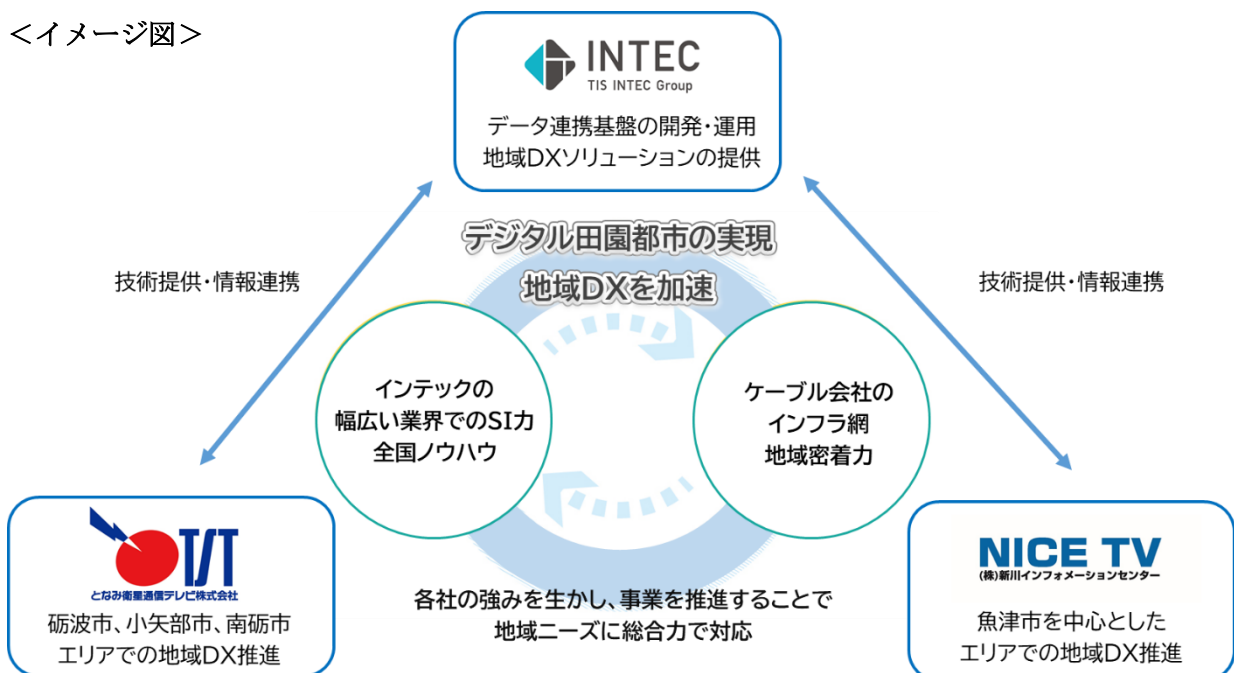 ＜イメージ図＞
INTEC
TIS INTEC Group
データ連携基盤の開発・運用
地域DXソリューションの提供
デジタル田園都市の実現
地域DXを加速
技術提供・情報連携
技術提供・情報連携
インテックの
幅広い業界でのSI力
全国ノウハウ
ケーブル会社の
インフラ網
地域密着力
TST
となみ衛星通信テレビ株式会社
砺波市、小矢部市、南砺市
エリアでの地域DX推進
各社の強みを生かし、事業を推進することで
地域ニーズに総合力で対応
NICE TV
(株)新川インフォメーションセンター
魚津市を中心とした
エリアでの地域DX推進